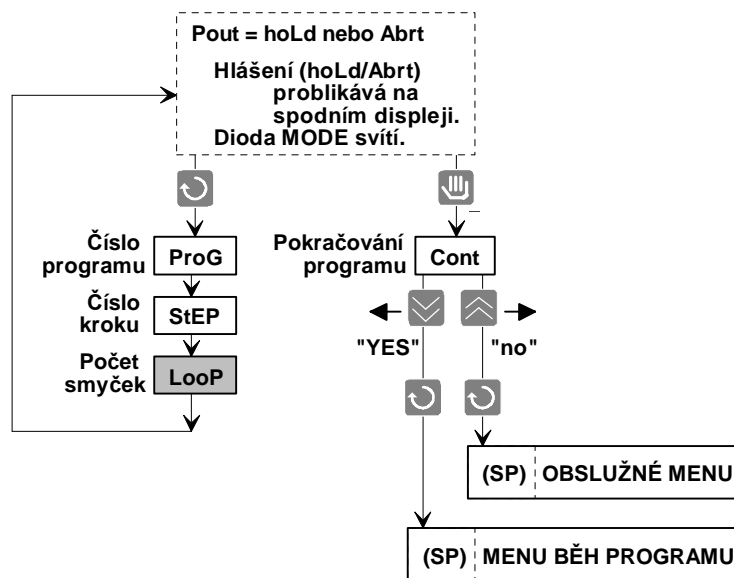 Pout = hoLd nebo Abrt
Hlášení (hoLd/Abrt)
problikává na
spodním displeji.
Dioda MODE svítí.
Číslo
programu
ProG
Číslo
kroku
StEP
Počet
smyček
LooP
Pokračování
programu
Cont
"YES"
"no"
(SP) OBSLUŽNÉ MENU
(SP) MENU BĚH PROGRAMU